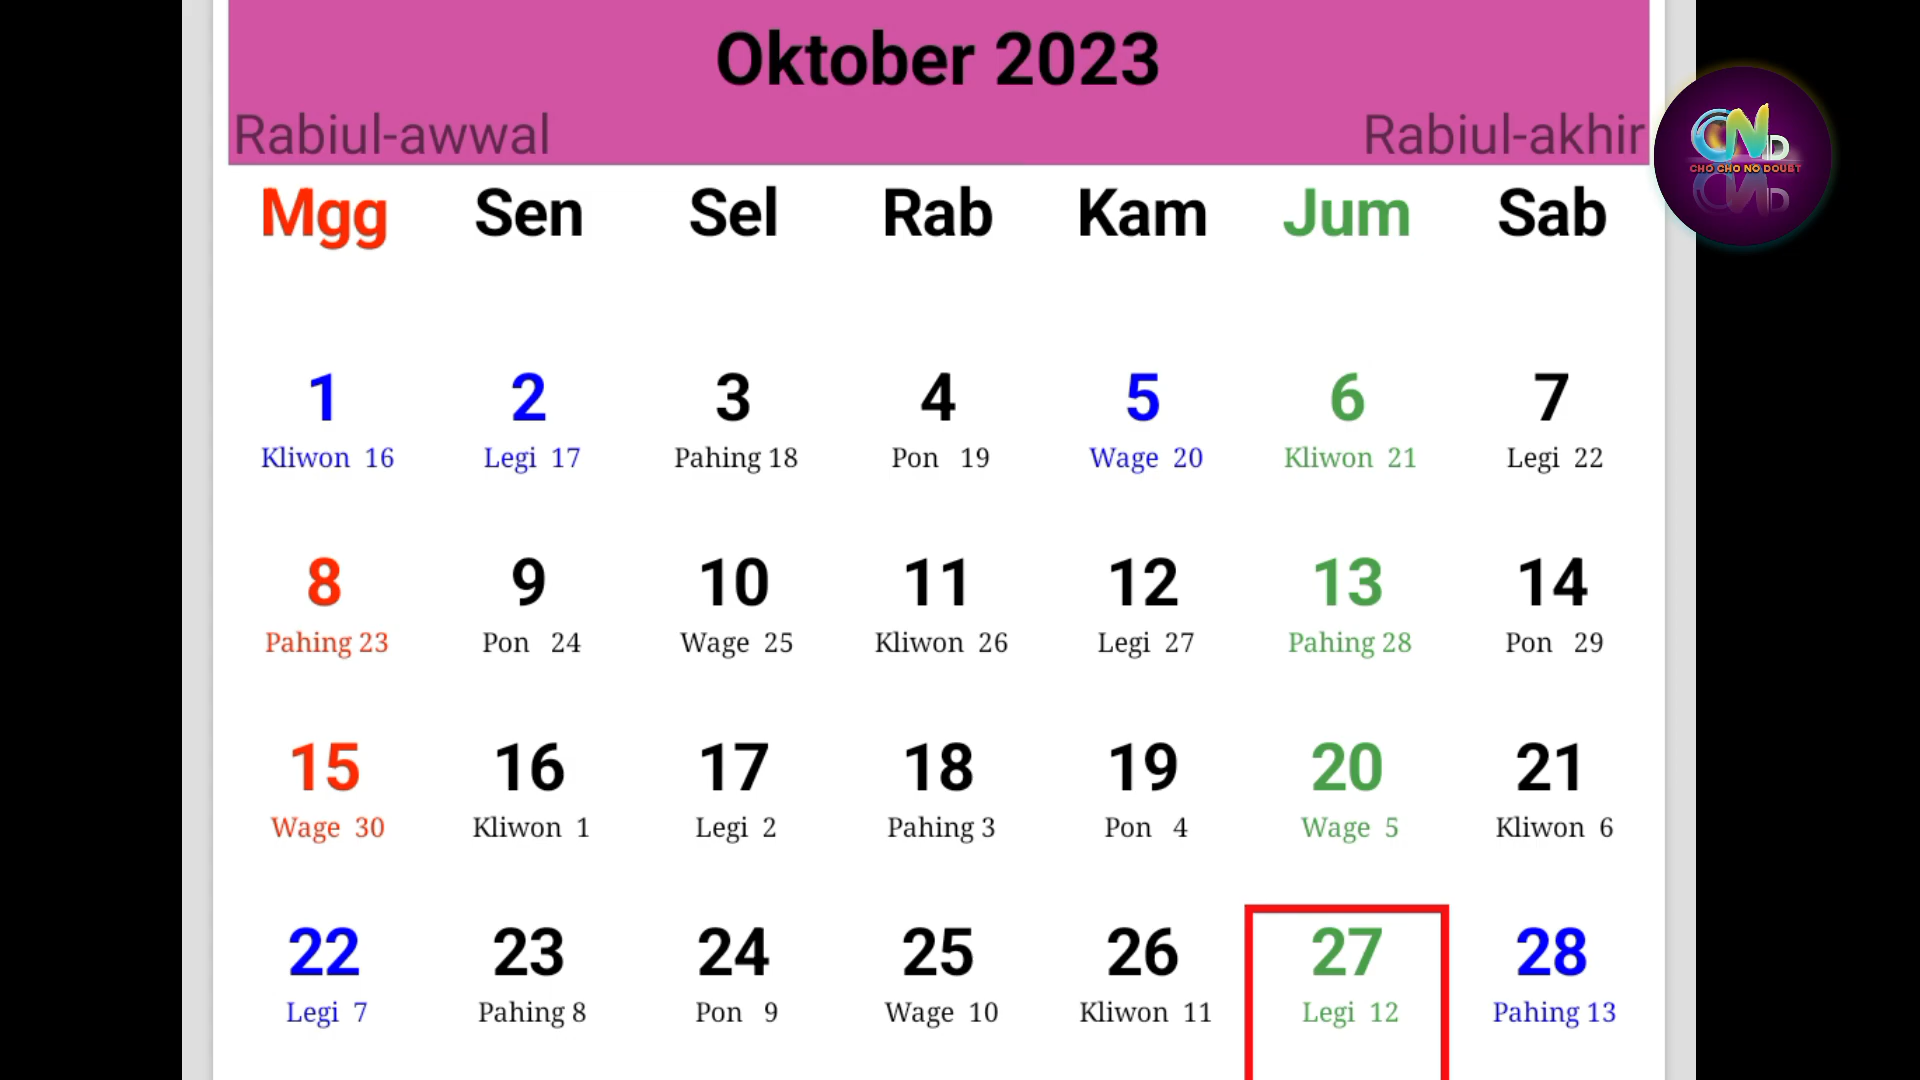 Oktober 2023
Rabiul-awwal Rabiul-akhir
CND
CHO CHO NO DOUBT
Mgg Sen Sel Rab Kam Jum Sab
1 2 3 4 5 6 7
Kliwon 16 Legi 17 Pahing 18 Pon 19 Wage 20 Kliwon 21 Legi 22
8 9 10 11 12 13 14
Pahing 23 Pon 24 Wage 25 Kliwon 26 Legi 27 Pahing 28 Pon 29
15 16 17 18 19 20 21
Wage 30 Kliwon 1 Legi 2 Pahing 3 Pon 4 Wage 5 Kliwon 6
22 23 24 25 26 27 28
Legi 7 Pahing 8 Pon 9 Wage 10 Kliwon 11 Legi 12 Pahing 13